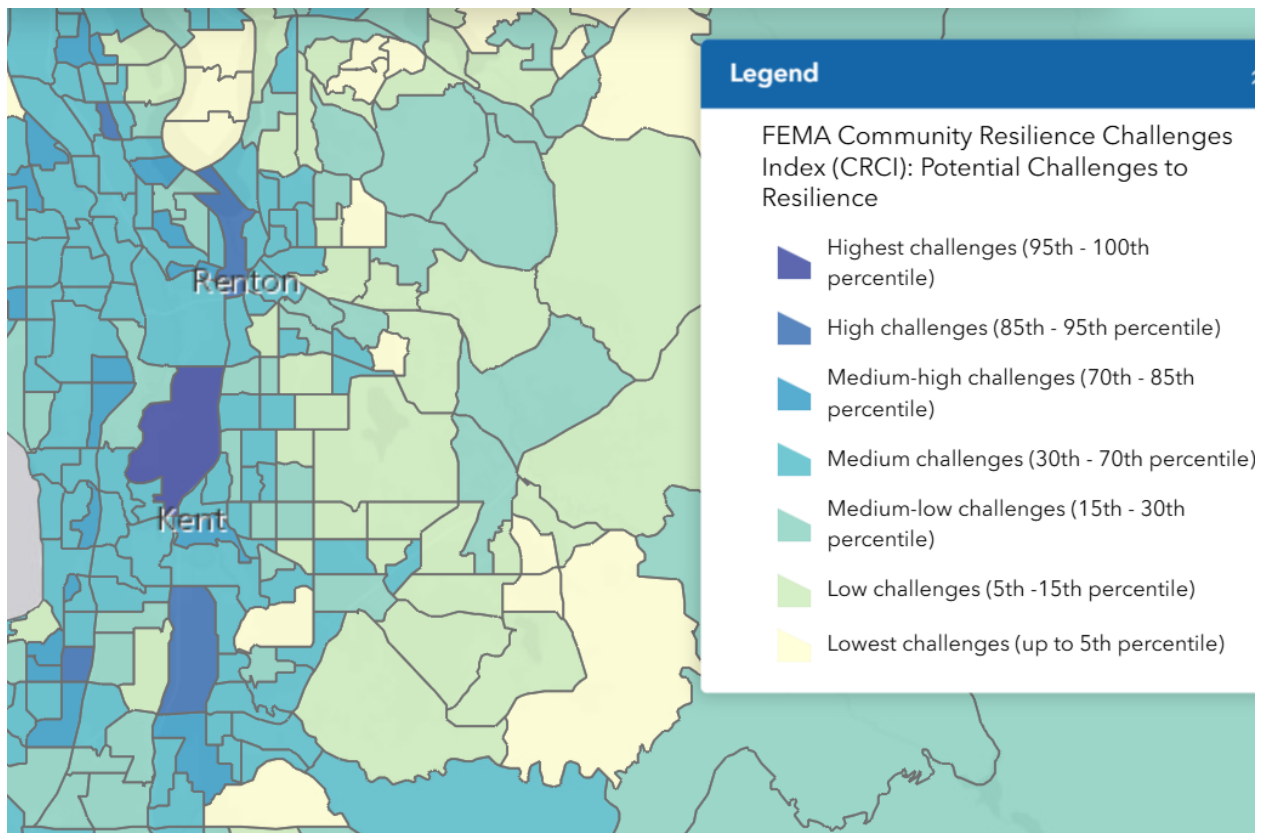 Legend
FEMA Community Resilience Challenges
Index (CRCI): Potential Challenges to
Resilience
Highest challenges (95th - 100th
percentile)
High challenges (85th - 95th percentile)
Medium-high challenges (70th - 85th
percentile)
Medium challenges (30th - 70th percentile)
Medium-low challenges (15th - 30th
percentile)
Low challenges (5th -15th percentile)
Lowest challenges (up to 5th percentile)
Renton
Kent